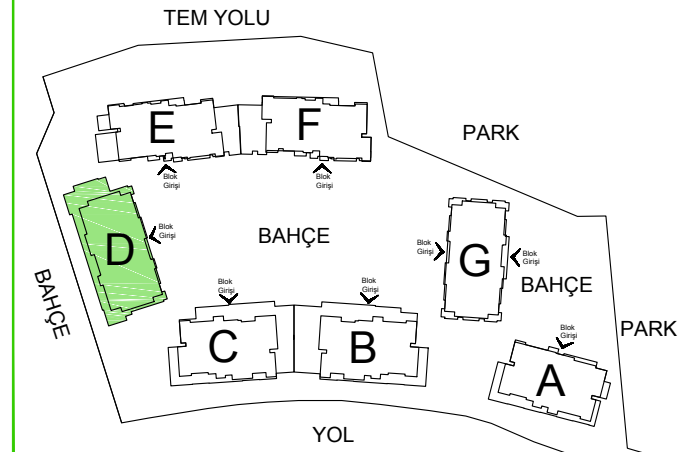 TEM YOLU
E
F
PARK
Blok
Girişi
Blok
Girişi
D
Blok
Girişi
BAHÇE
Blok
Girişi
G
Blok
Girişi
BAHÇE
BAHÇE
Blok
Girişi
Blok
Girişi
C
B
Blok
Girişi
PARK
A
YOL